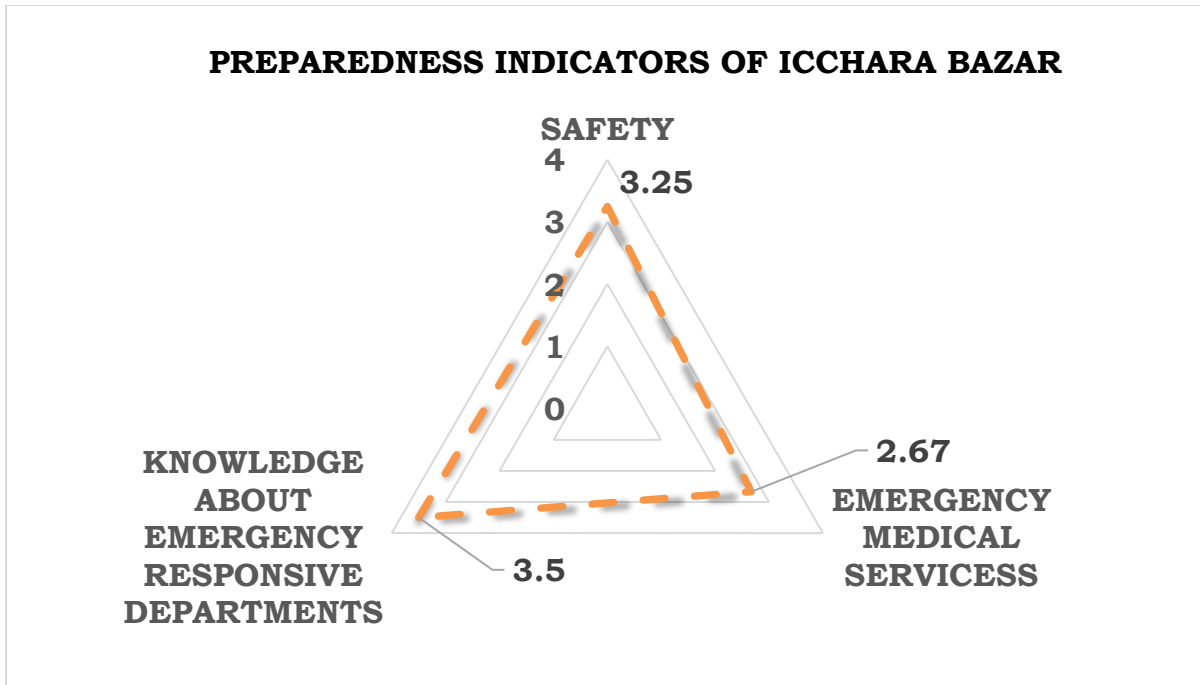 PREPAREDNESS INDICATORS OF ICCHARA BAZAR
SAFETY
4
3.25
3
2
1
0
2.67
KNOWLEDGE
ABOUT
EMERGENCY
RESPONSIVE
DEPARTMENTS
EMERGENCY
MEDICAL
SERVICESS
3.5